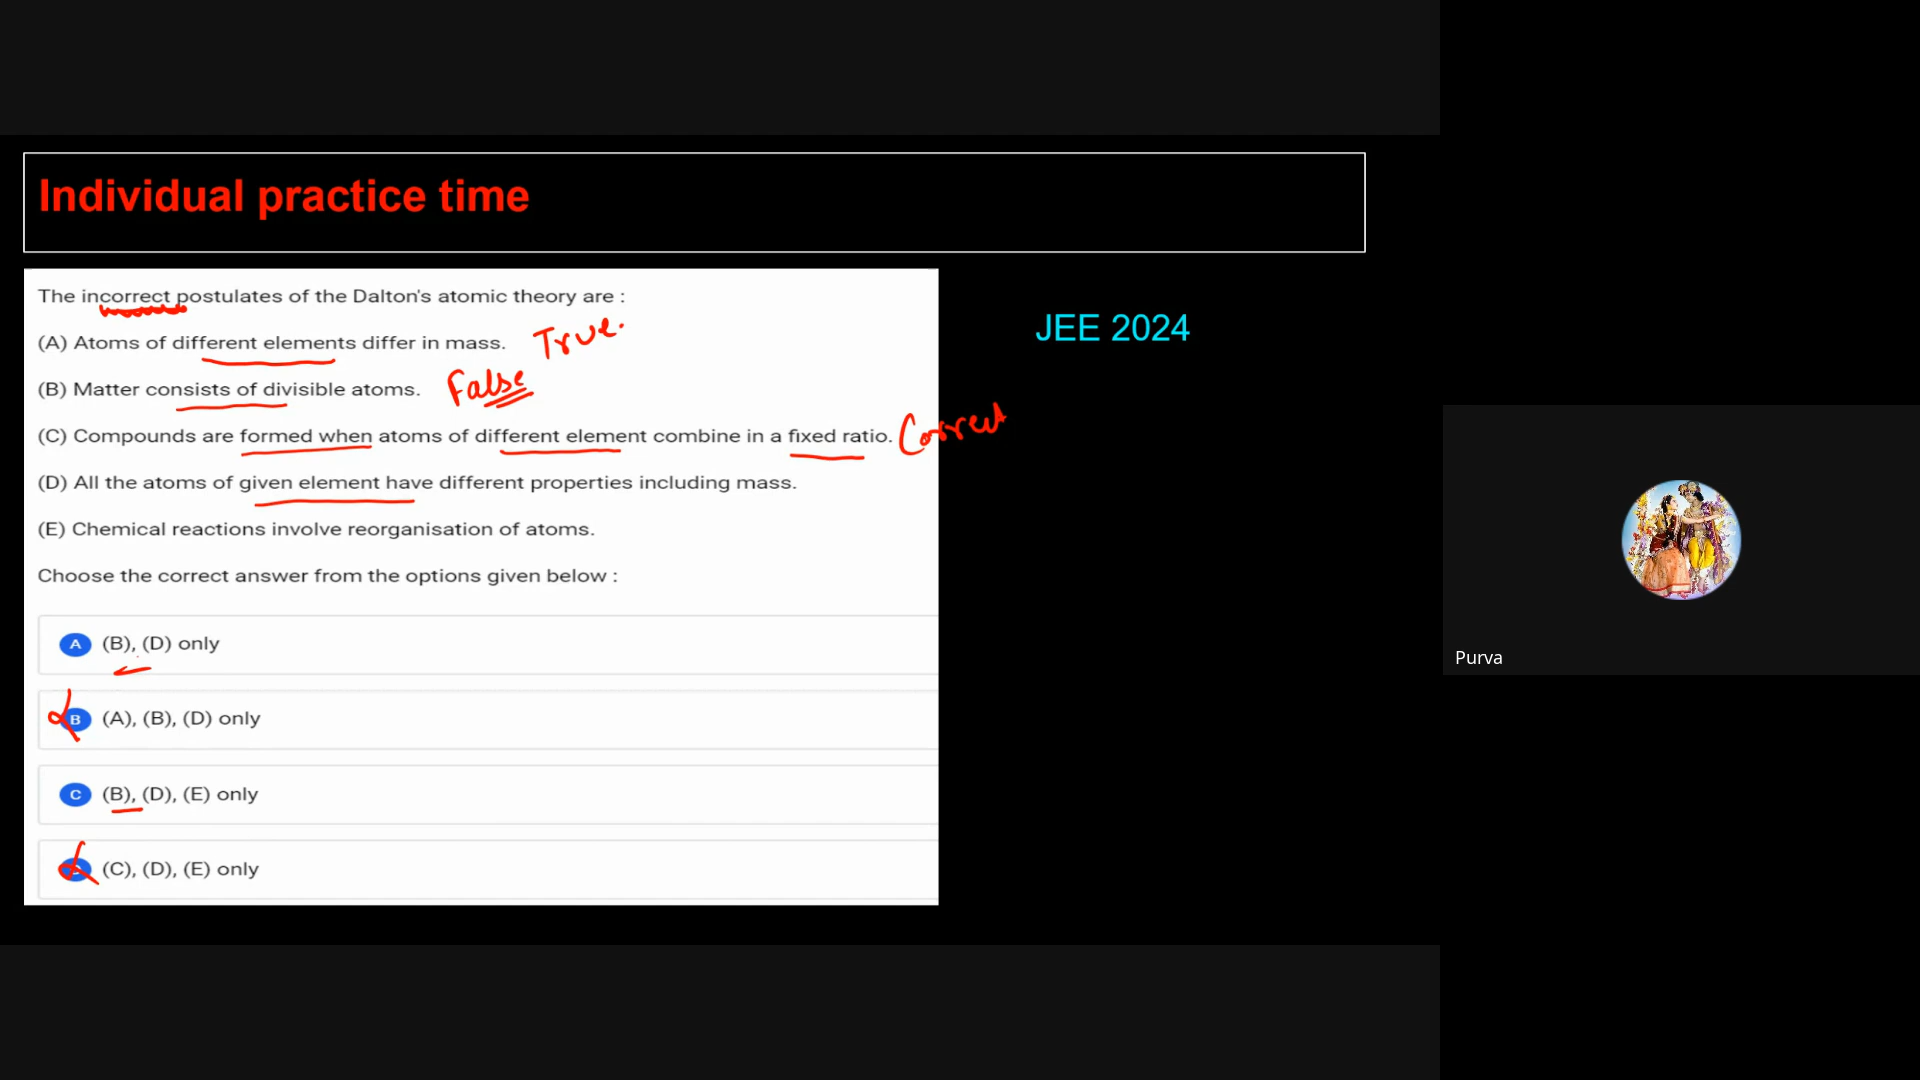 Individual practice time
The incorrect postulates of the Dalton's atomic theory are :
JEE 2024
(A) Atoms of different elements differ in mass. True.
(B) Matter consists of divisible atoms. False
(C) Compounds are formed when atoms of different element combine in a fixed ratio. Correct
(D) All the atoms of given element have different properties including mass.
(E) Chemical reactions involve reorganisation of atoms.
Choose the correct answer from the options given below :
A (B), (D) only
B (A), (B), (D) only
C (B), (D), (E) only
(C), (D), (E) only
Purva